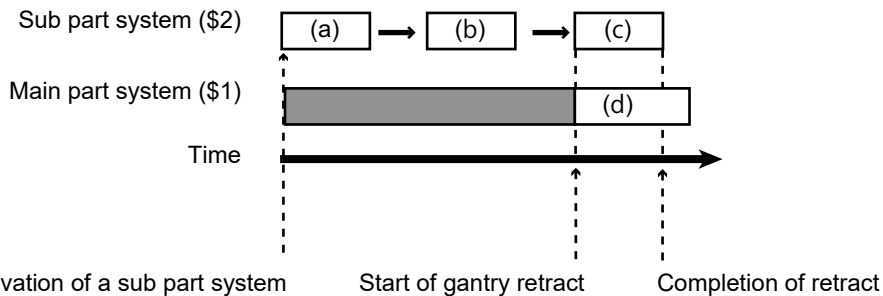 Sub part system ($2)
(a)
(b)
(c)
Main part system ($1)
(d)
Time
vation of a sub part system
Start of gantry retract
Completion of retract